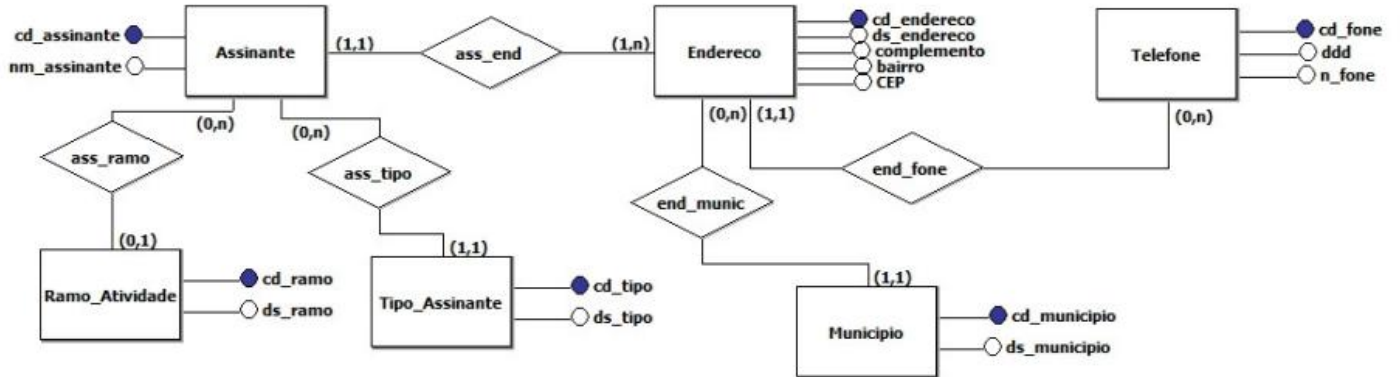 cd_assinante
nm_assinante
Assinante
(1,1)
ass_end
(1,n)
Endereco
cd_endereco
ds_endereco
complemento
bairro
CEP
Telefone
cd_fone
ddd
n_fone
(0,n)
(0,n)
(0,n)
(1,1)
(0,n)
ass_ramo
ass_tipo
end_munic
end_fone
(0,1)
(1,1)
(1,1)
Ramo_Atividade
cd_ramo
ds_ramo
Tipo_Assinante
cd_tipo
ds_tipo
Municipio
cd_municipio
ds_municipio